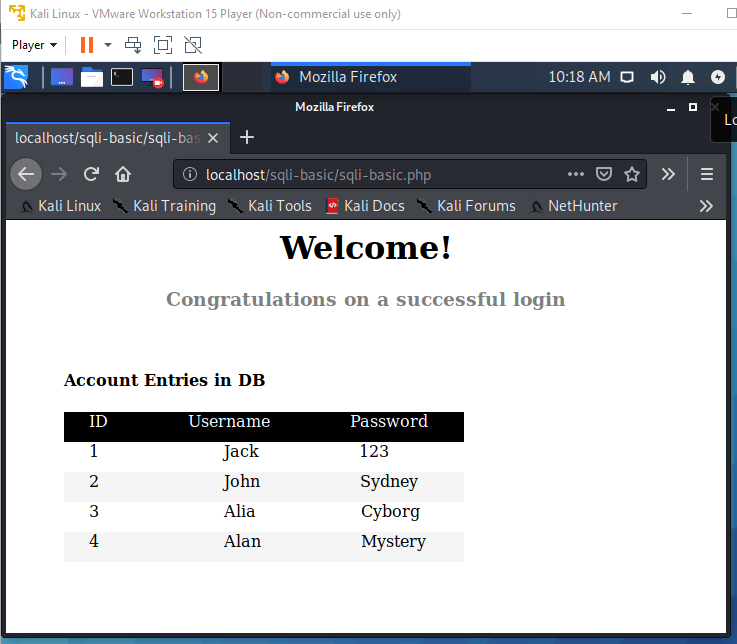 Kali Linux - VMware Workstation 15 Player (Non-commercial use only)
Player
Mozilla Firefox 10:18 AM
Mozilla Firefox
Lo
localhost/sqli-basic/sqli-bas
localhost/sqli-basic/sqli-basic.php
Kali Linux Kali Training Kali Tools Kali Docs Kali Forums NetHunter
Welcome!
Congratulations on a successful login
Account Entries in DB
ID Username Password
1 Jack 123
2 John Sydney
3 Alia Cyborg
4 Alan Mystery